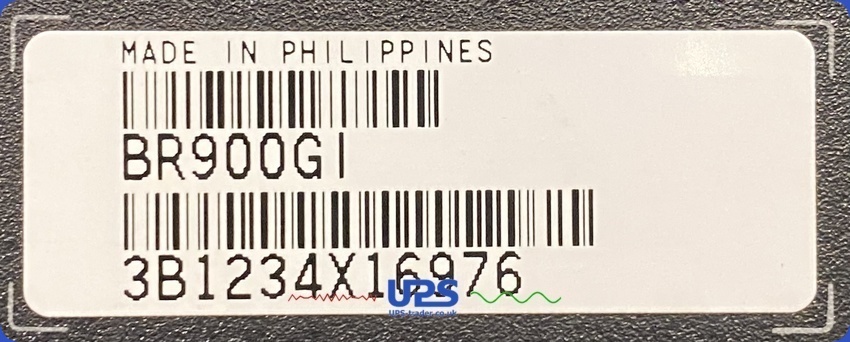 MADE IN PHILIPPINES
BR900GI
3B1234X16976
UPS
UPS-trader.co.uk